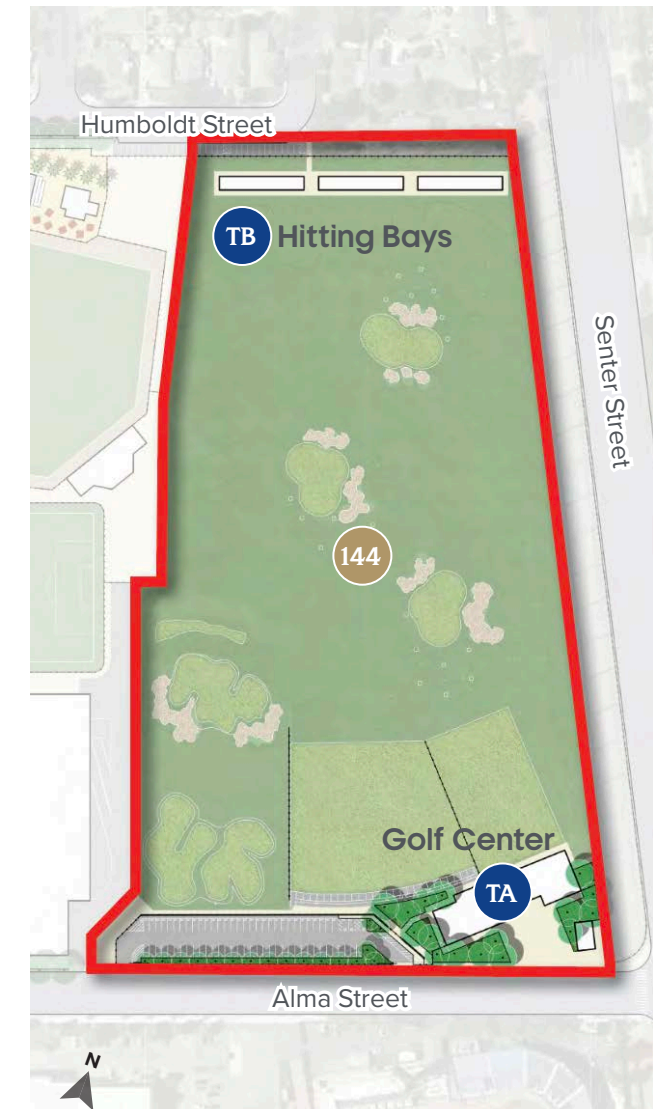 Humboldt Street
TB Hitting Bays
Senter Street
144
Golf Center
TA
Alma Street
N